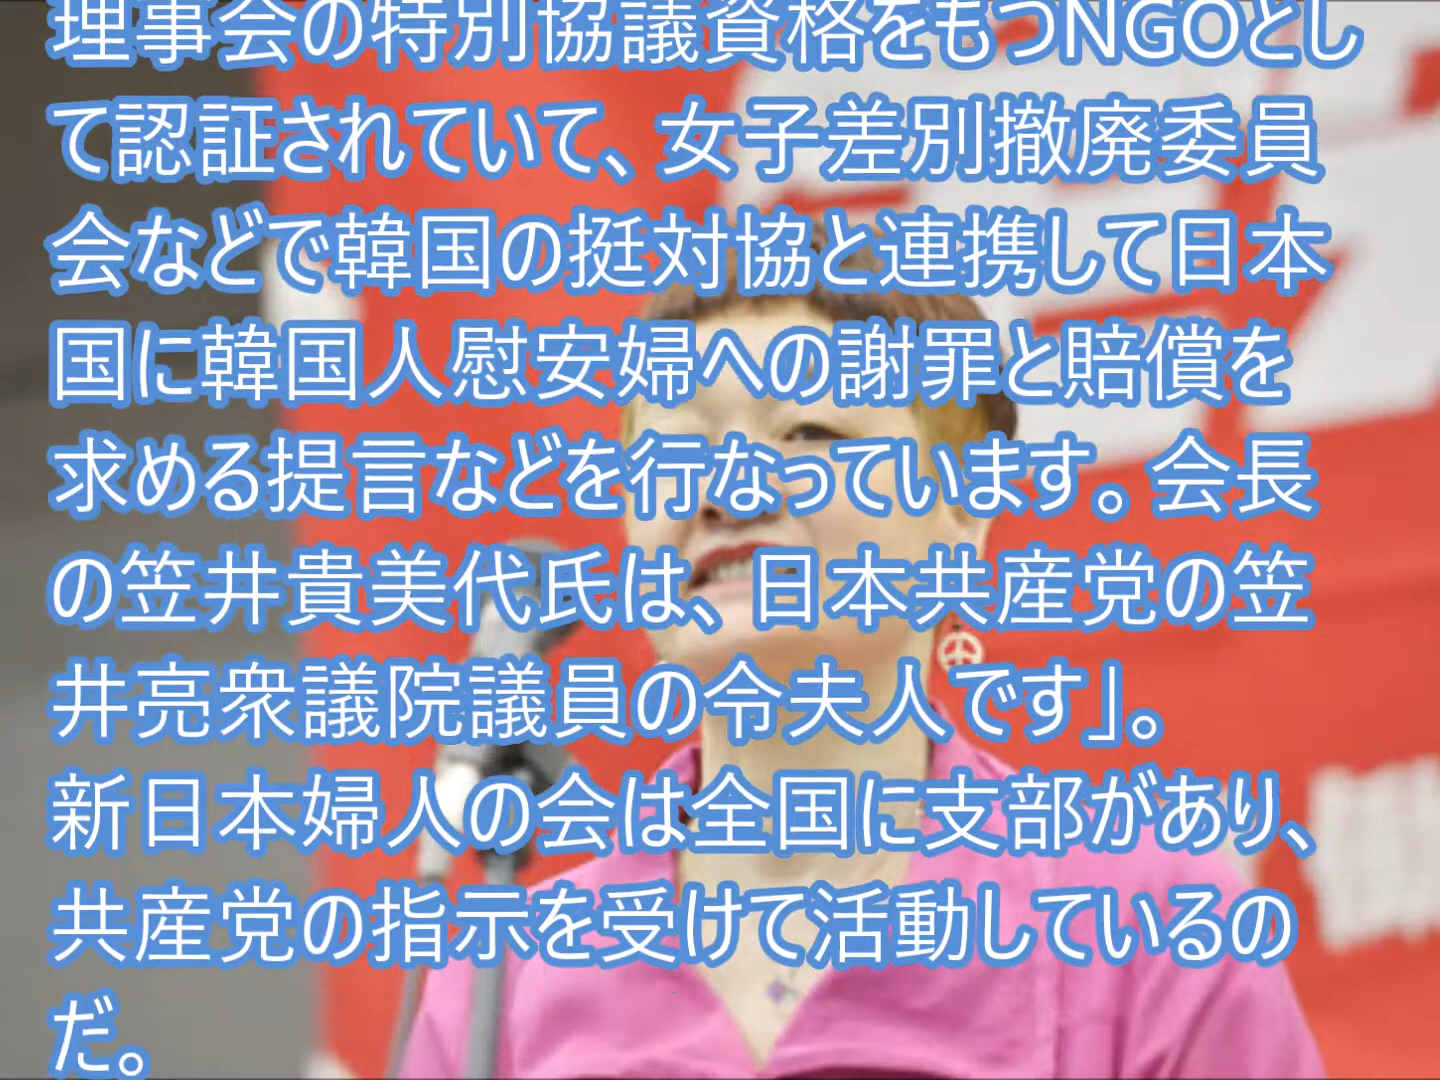 理事会の特別協議資格をもつNGOとし
て認証されていて、女子差別撤廃委員
会などで韓国の挺対協と連携して日本
国に韓国人慰安婦への謝罪と賠償を
求める提言などを行なっています。会長
の笠井貴美代氏は、日本共産党の笠
井亮衆議院議員の令夫人です」。
新日本婦人の会は全国に支部があり、
共産党の指示を受けて活動しているの
だ。